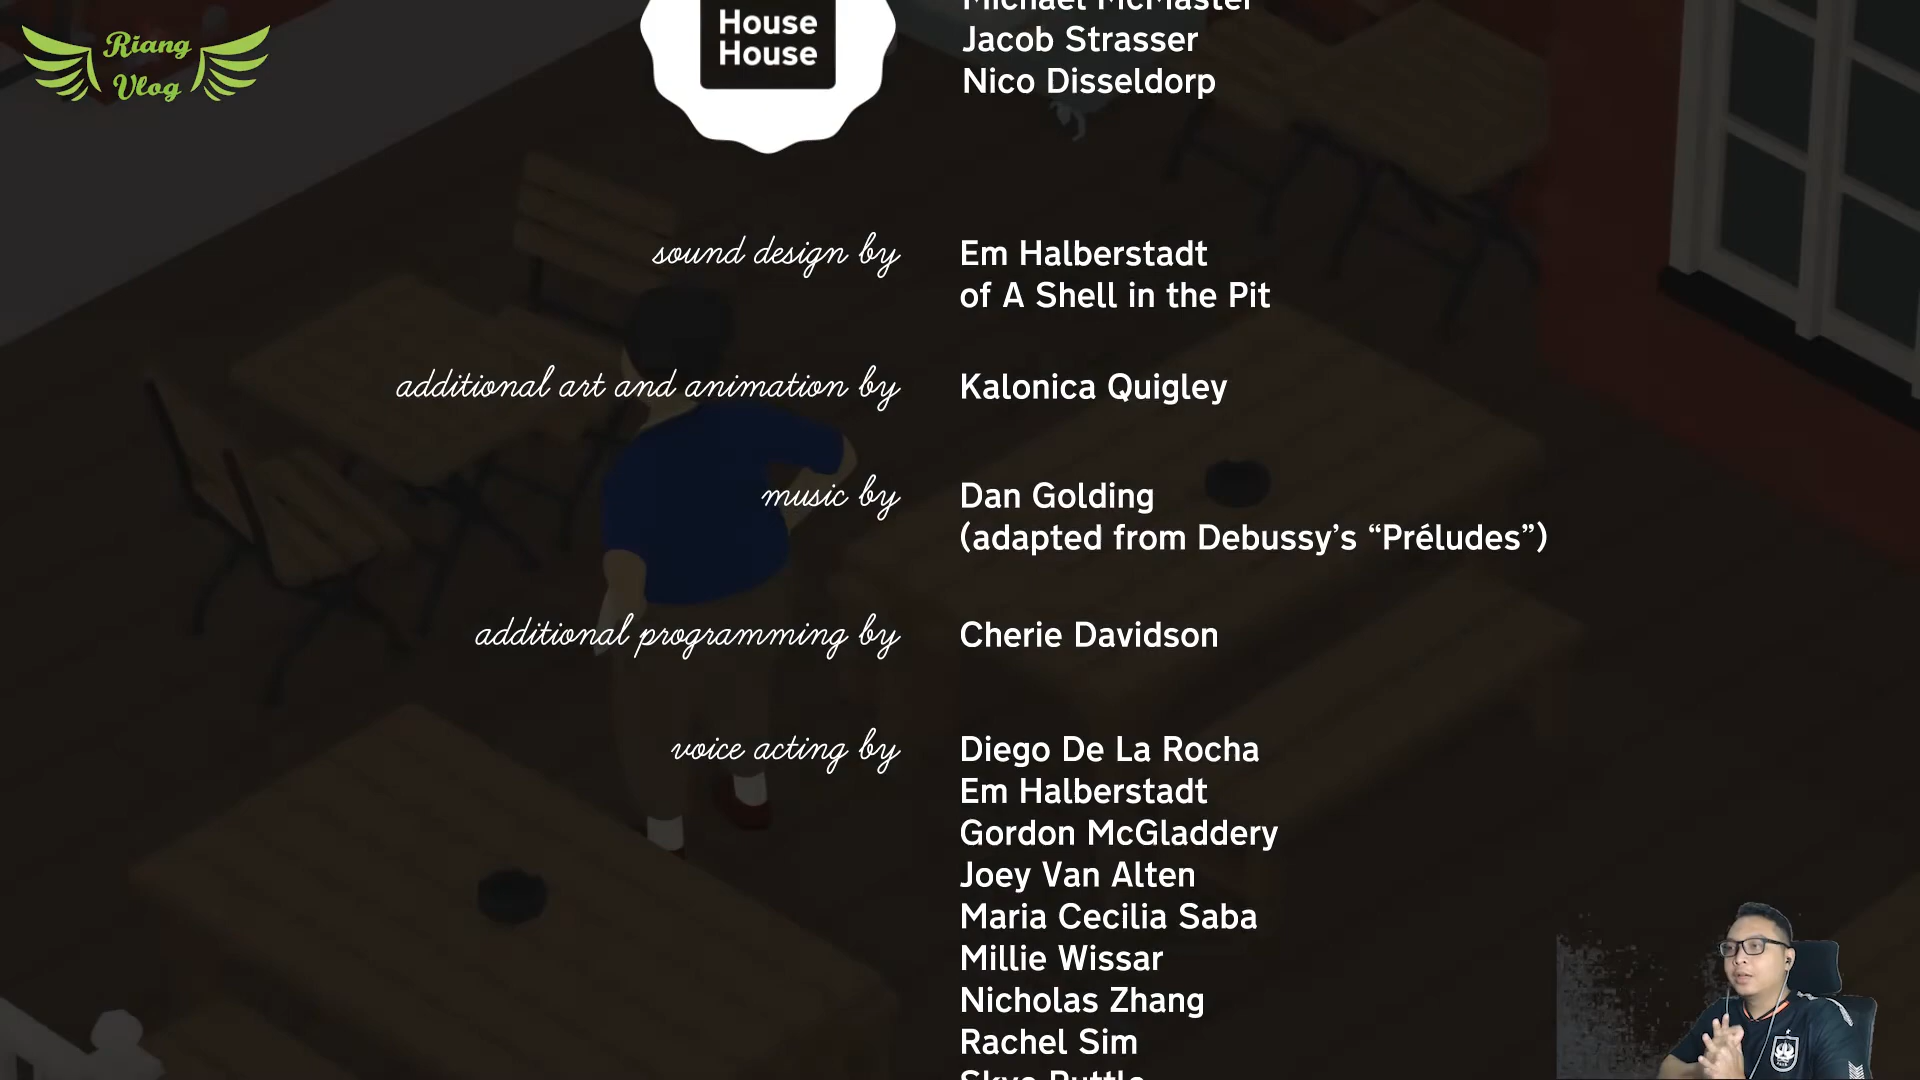 Riang
Vlog
House
House
Michael McMaster
Jacob Strasser
Nico Disseldorp
sound design by
Em Halberstadt
of A Shell in the Pit
additional art and animation by
Kalonica Quigley
music by
Dan Golding
(adapted from Debussy’s “Préludes”)
additional programming by
Cherie Davidson
voice acting by
Diego De La Rocha
Em Halberstadt
Gordon McGladdery
Joey Van Alten
Maria Cecilia Saba
Millie Wissar
Nicholas Zhang
Rachel Sim